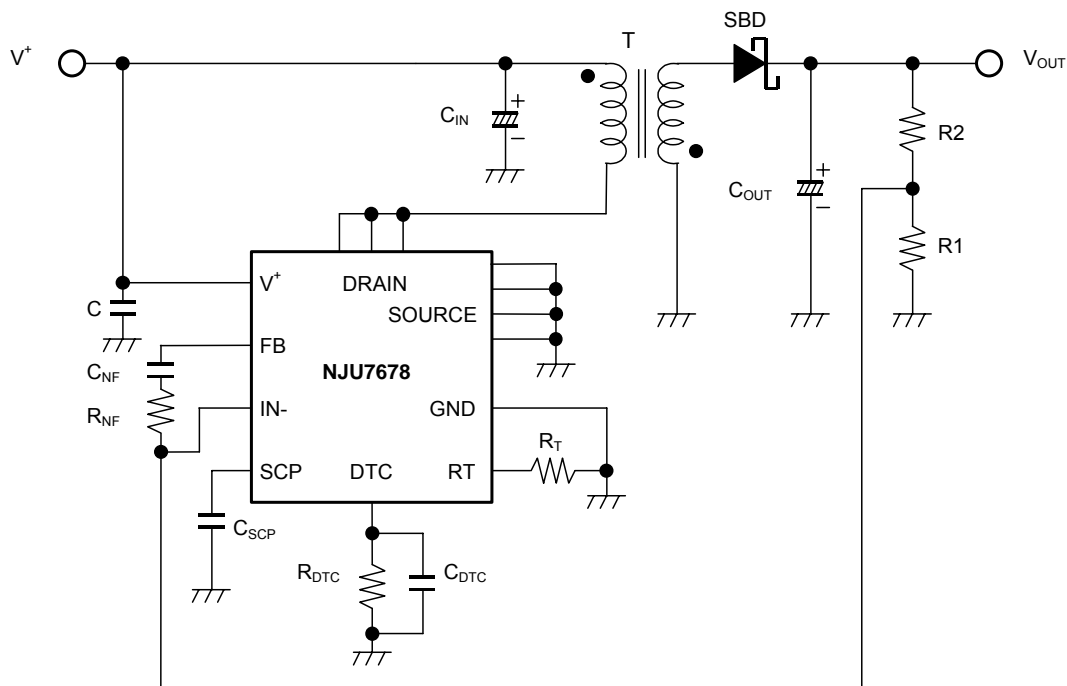 SBD
T
V+
VOUT
CIN
+
−
R2
COUT
+
−
R1
V+
DRAIN
C
SOURCE
FB
CNF
NJU7678
RNF
IN-
GND
RT
SCP
DTC
RT
CSCP
RDTC
CDTC